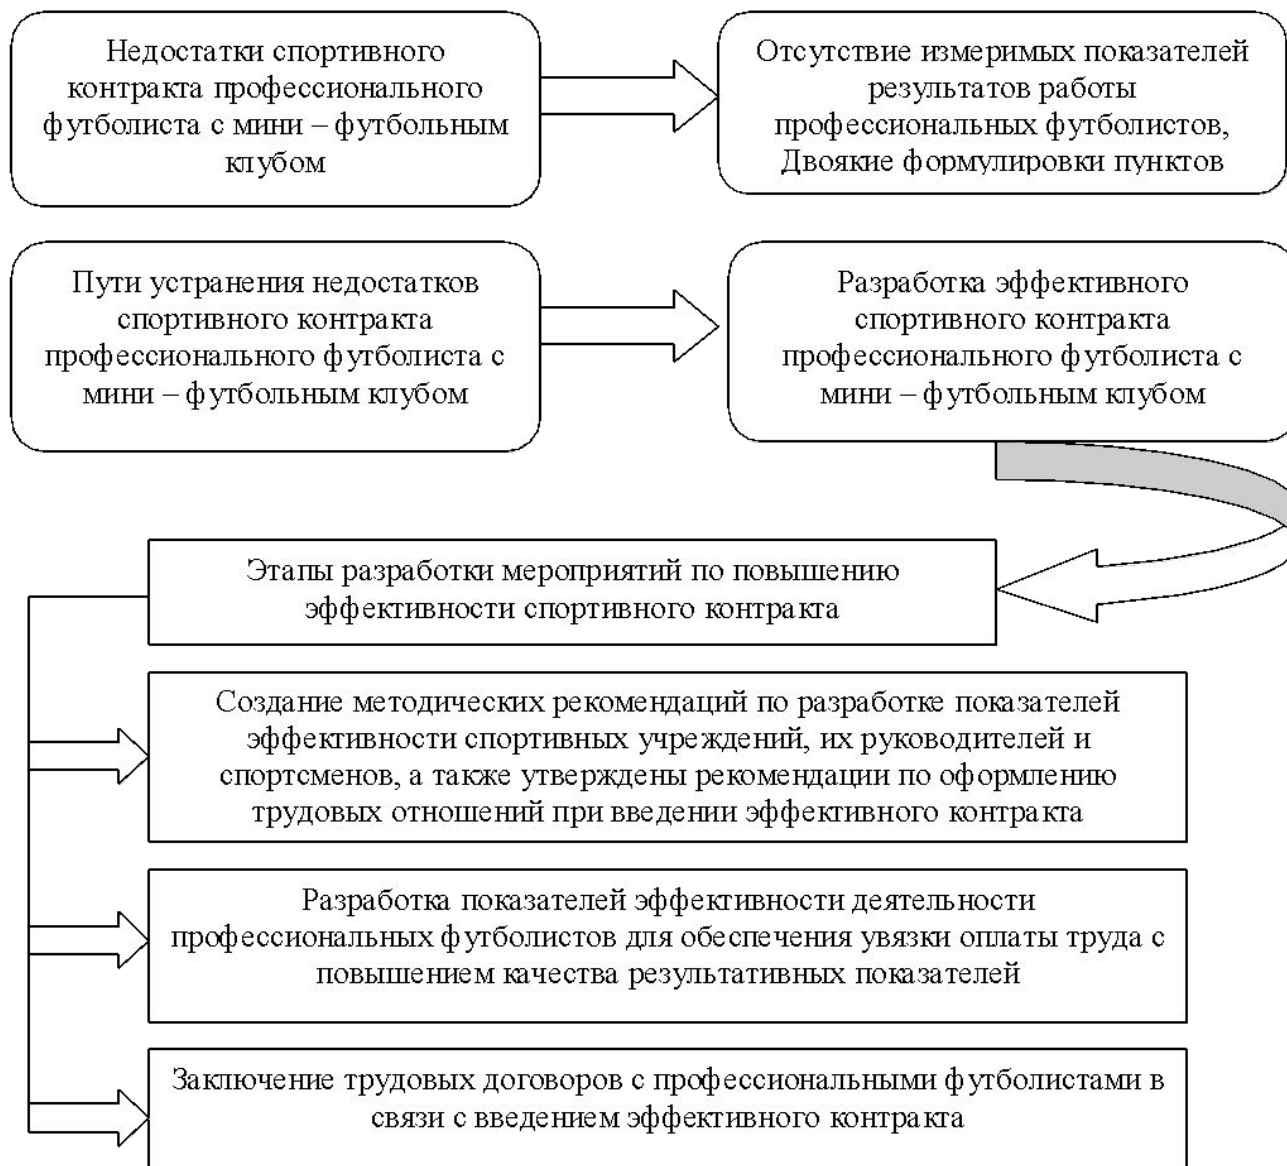 Недостатки спортивного
контракта профессионального
футболиста с мини – футбольным
клубом
Отсутствие измеримых показателей
результатов работы
профессиональных футболистов,
Двоякие формулировки пунктов
Пути устранения недостатков
спортивного контракта
профессионального футболиста с
мини – футбольным клубом
Разработка эффективного
спортивного контракта
профессионального футболиста с
мини – футбольным клубом
Этапы разработки мероприятий по повышению
эффективности спортивного контракта
Создание методических рекомендаций по разработке показателей
эффективности спортивных учреждений, их руководителей и
спортсменов, а также утверждены рекомендации по оформлению
трудовых отношений при введении эффективного контракта
Разработка показателей эффективности деятельности
профессиональных футболистов для обеспечения увязки оплаты труда с
повышением качества результативных показателей
Заключение трудовых договоров с профессиональными футболистами в
связи с введением эффективного контракта